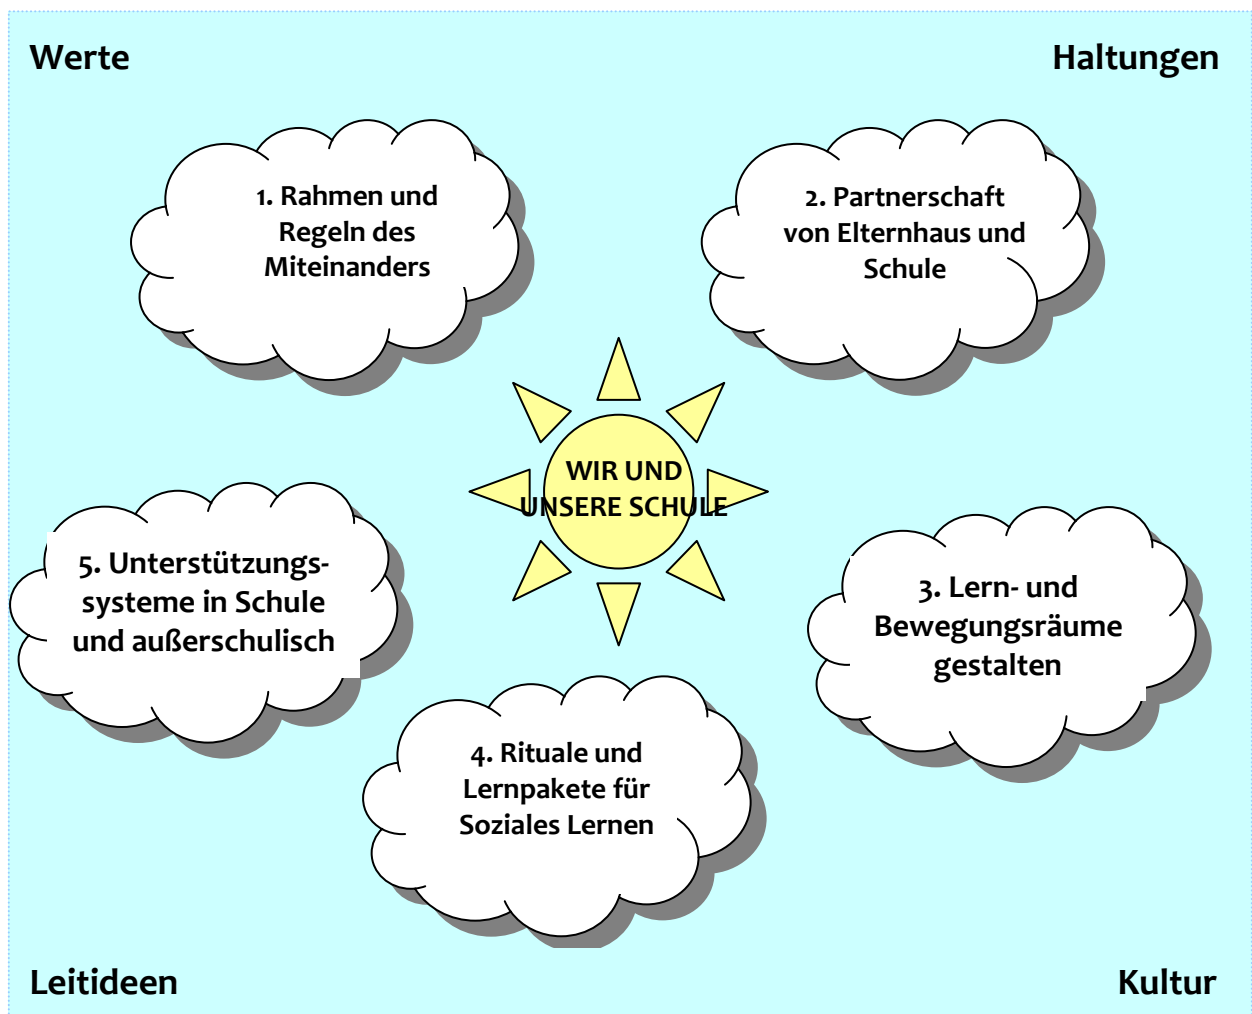 Werte
Haltungen
1. Rahmen und
Regeln des
Miteinanders
2. Partnerschaft
von Elternhaus und
Schule
WIR UND
UNSERE SCHULE
3. Lern- und
Bewegungsräume
gestalten
4. Rituale und
Lernpakete für
Soziales Lernen
5. Unterstützungs-
systeme in Schule
und außerschulisch
Leitideen
Kultur